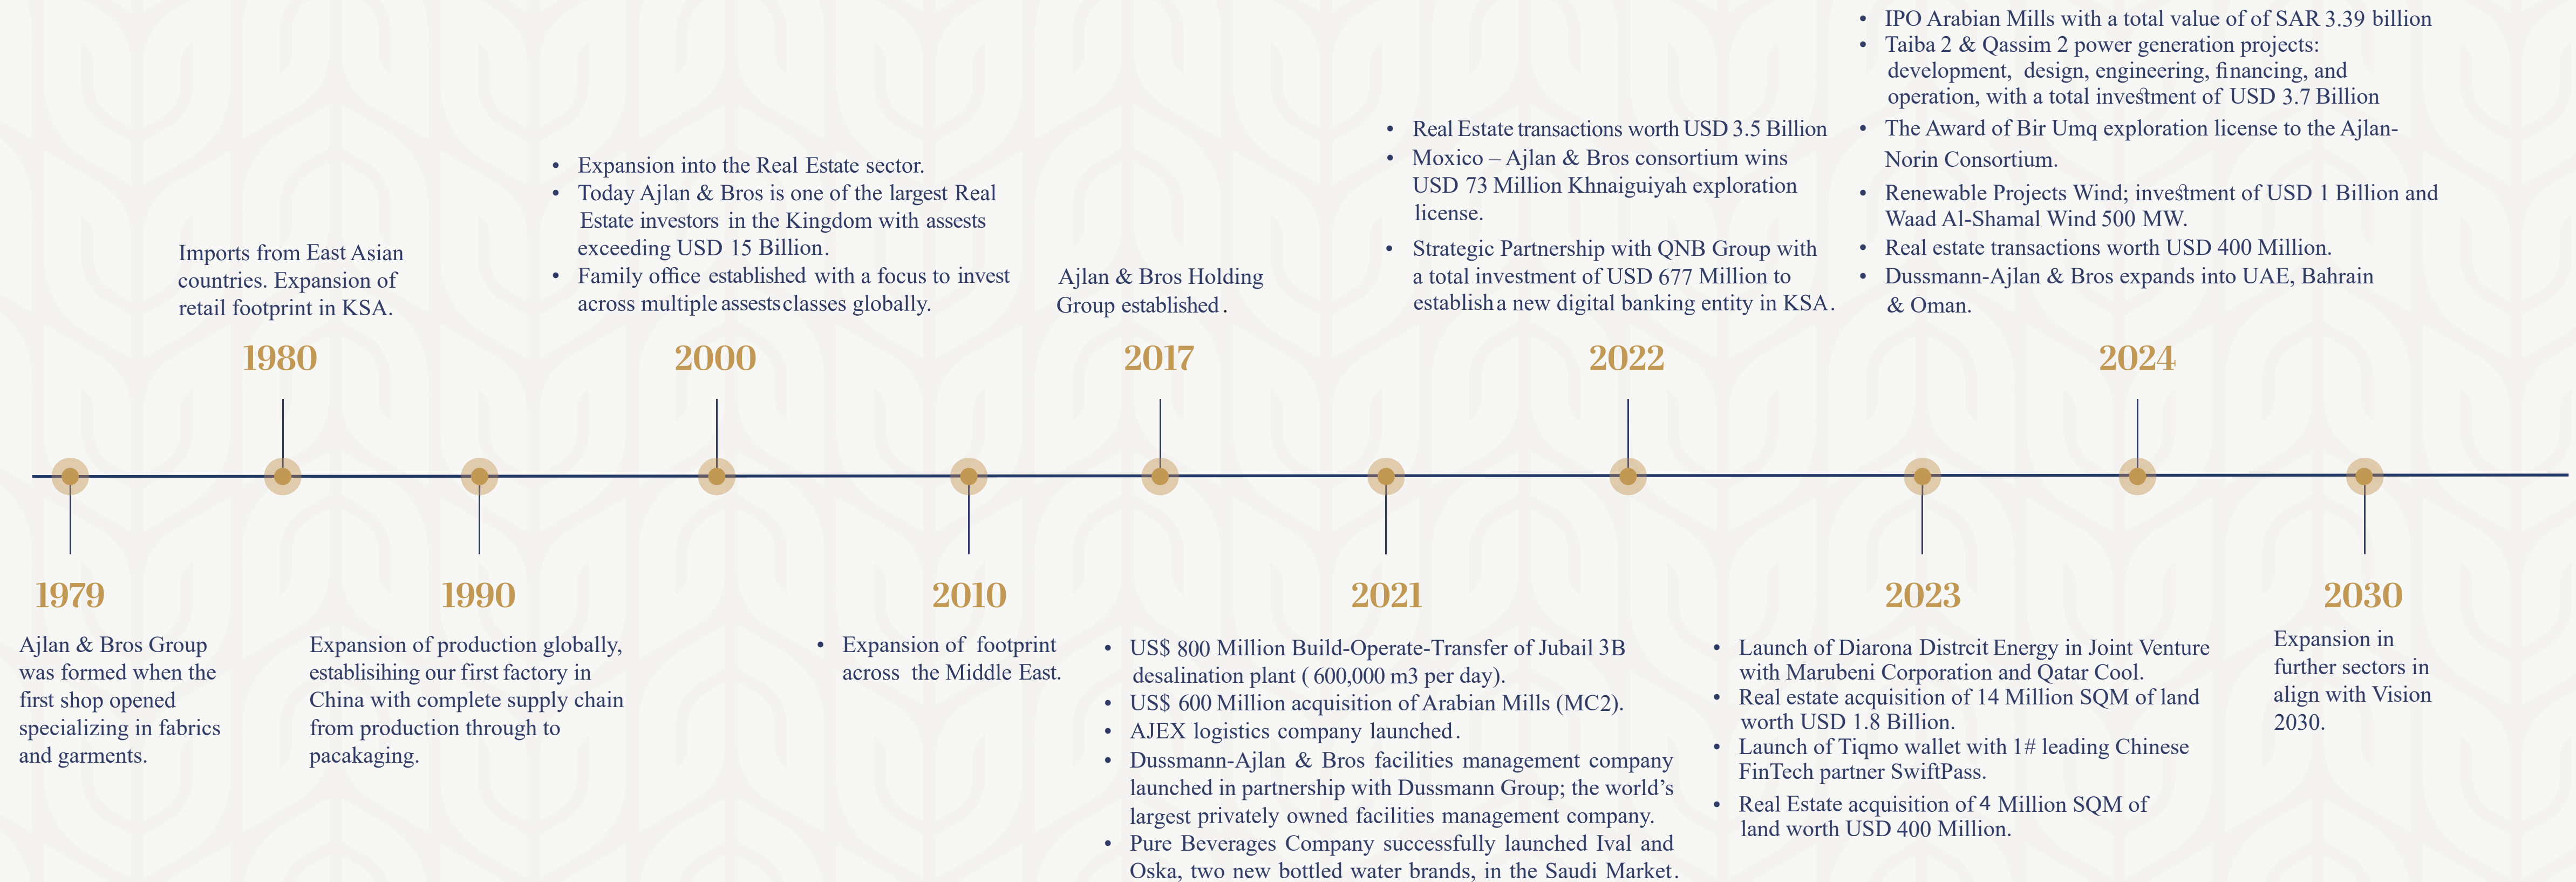 1979
Ajlan & Bros Group
was formed when the
first shop opened
specializing in fabrics
and garments.
Imports from East Asian
countries. Expansion of
retail footprint in KSA.
1980
1990
Expansion of production globally,
establisihing our first factory in
China with complete supply chain
from production through to
pacakaging.
• Expansion into the Real Estate sector.
• Today Ajlan & Bros is one of the largest Real
Estate investors in the Kingdom with assests
exceeding USD 15 Billion.
• Family office established with a focus to invest
across multiple assests classes globally.
2000
2010
• Expansion of footprint
across the Middle East.
Ajlan & Bros Holding
Group established.
2017
2021
• US$ 800 Million Build-Operate-Transfer of Jubail 3B
desalination plant ( 600,000 m3 per day).
• US$ 600 Million acquisition of Arabian Mills (MC2).
• AJEX logistics company launched.
• Dussmann-Ajlan & Bros facilities management company
launched in partnership with Dussmann Group; the world's
largest privately owned facilities management company.
• Pure Beverages Company successfully launched Ival and
Oska, two new bottled water brands, in the Saudi Market.
• Real Estate transactions worth USD 3.5 Billion
• Moxico – Ajlan & Bros consortium wins
USD 73 Million Khnaiguiyah exploration
license.
• Strategic Partnership with QNB Group with
a total investment of USD 677 Million to
establish a new digital banking entity in KSA.
2022
2023
• Launch of Diarona Distrcit Energy in Joint Venture
with Marubeni Corporation and Qatar Cool.
• Real estate acquisition of 14 Million SQM of land
worth USD 1.8 Billion.
• Launch of Tiqmo wallet with 1# leading Chinese
FinTech partner SwiftPass.
• Real Estate acquisition of 4 Million SQM of
land worth USD 400 Million.
• IPO Arabian Mills with a total value of of SAR 3.39 billion
• Taiba 2 & Qassim 2 power generation projects:
development, design, engineering, financing, and
operation, with a total investment of USD 3.7 Billion
• The Award of Bir Umq exploration license to the Ajlan-
Norin Consortium.
• Renewable Projects Wind; investment of USD 1 Billion and
Waad Al-Shamal Wind 500 MW.
• Real estate transactions worth USD 400 Million.
• Dussmann-Ajlan & Bros expands into UAE, Bahrain
& Oman.
2024
2030
Expansion in
further sectors in
align with Vision
2030.